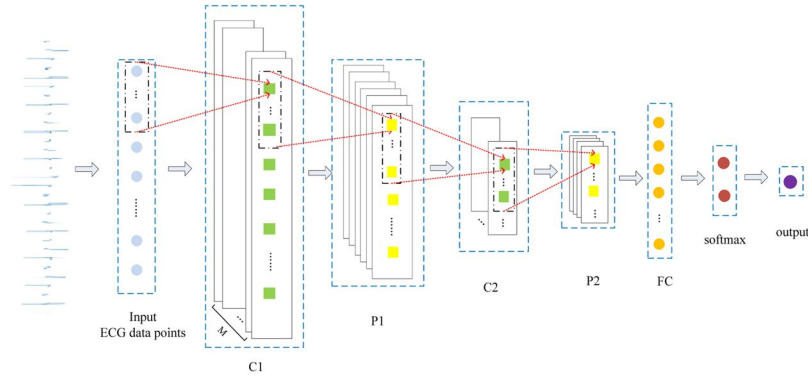 Input
ECG data points
M
C1
P1
C2
P2
FC
softmax
output